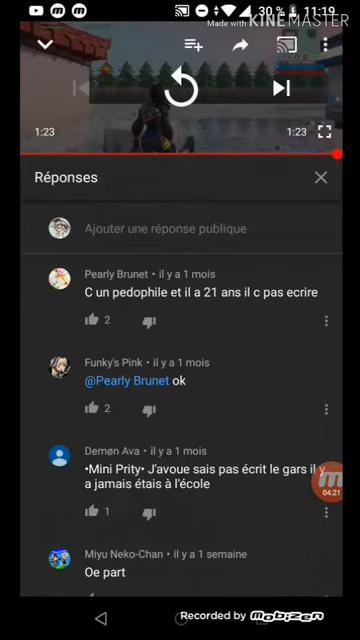 30 % 11:19
Made with KINEMASTER
1:23 1:23
Réponses
Ajouter une réponse publique
Pearly Brunet • il y a 1 mois
C un pedophile et il a 21 ans il c pas ecrire
2
Funky's Pink • il y a 1 mois
@Pearly Brunet ok
2
Demøn Ava • il y a 1 mois
•Mini Prity• J'avoue sais pas écrit le gars il y
a jamais étais à l'école
1
04:21
Miyu Neko-Chan • il y a 1 semaine
Oe part
Recorded by mobizen